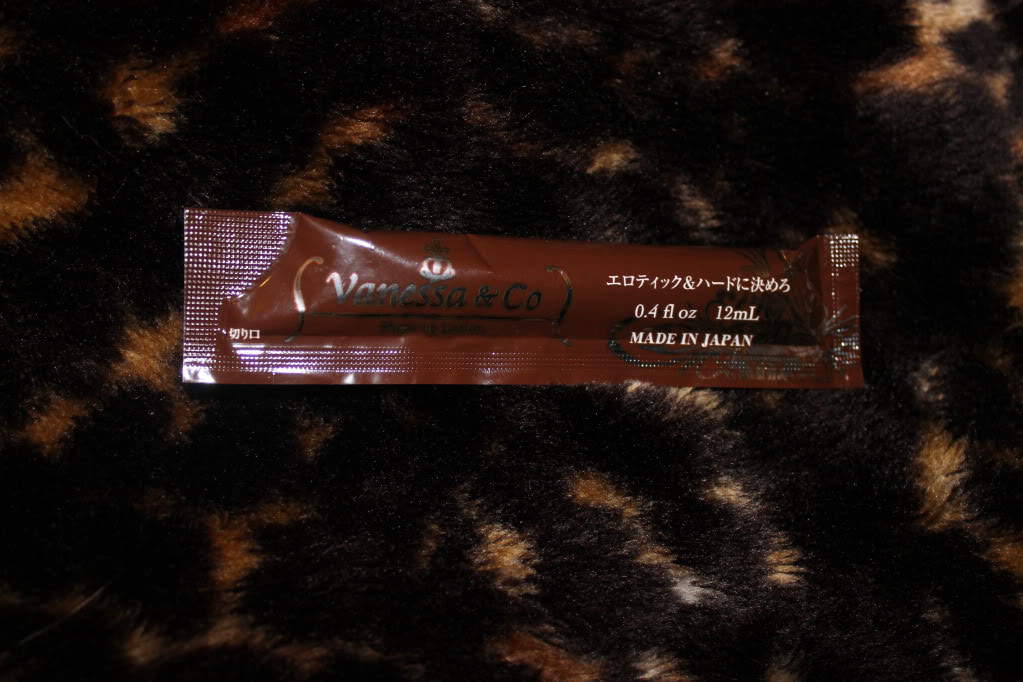 Vanessa & Co
切り口
エロティック&ハードに決めろ
0.4 fl oz 12mL
MADE IN JAPAN